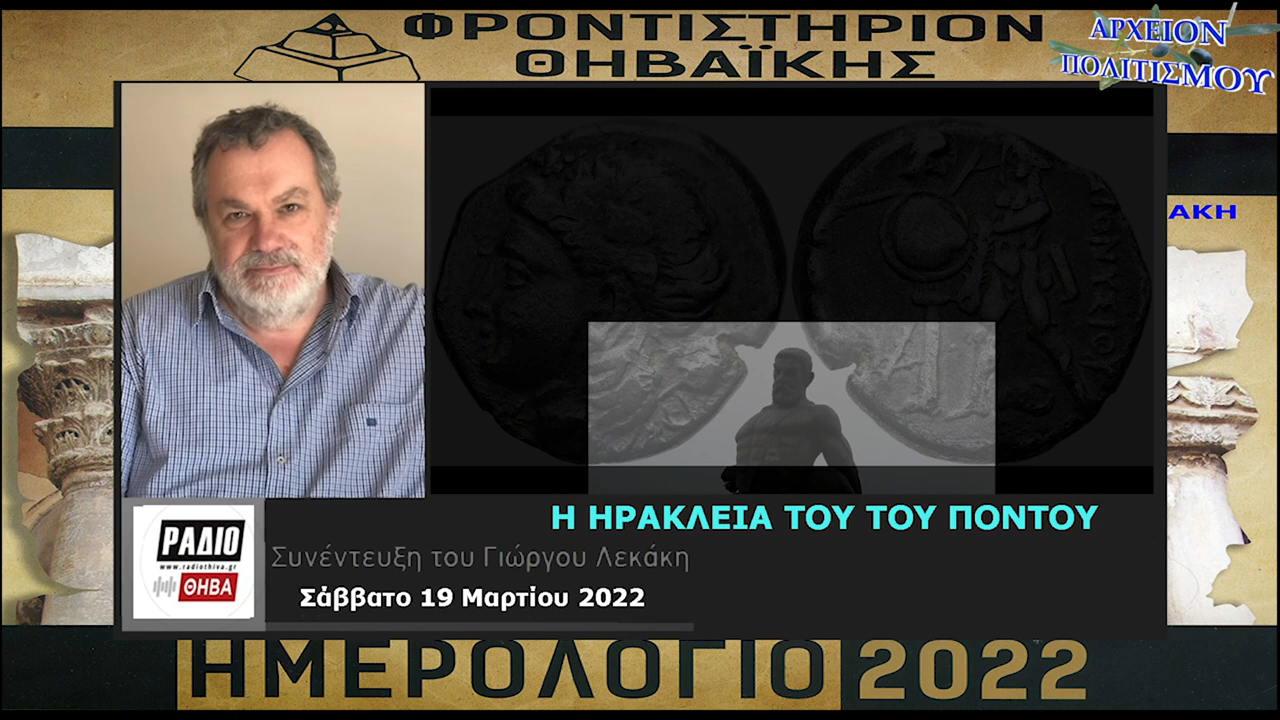 ΦΡΟΝΤΙΣΤΗΡΙΟΝ
ΘΗΒΑΪΚΗΣ
ΑΡΧΕΙΟΝ
ΠΟΛΙΤΙΣΜΟΥ
ΑΚΗ
Η ΗΡΑΚΛΕΙΑ ΤΟΥ ΤΟΥ ΠΟΝΤΟΥ
ΡΑΔΙΟ
www.radiothiva.gr
ΘΗΒΑ
Συνέντευξη του Γιώργου Λεκάκη
Σάββατο 19 Μαρτίου 2022
ΗΜΕΡΟΛΟΓΙΟ 2022